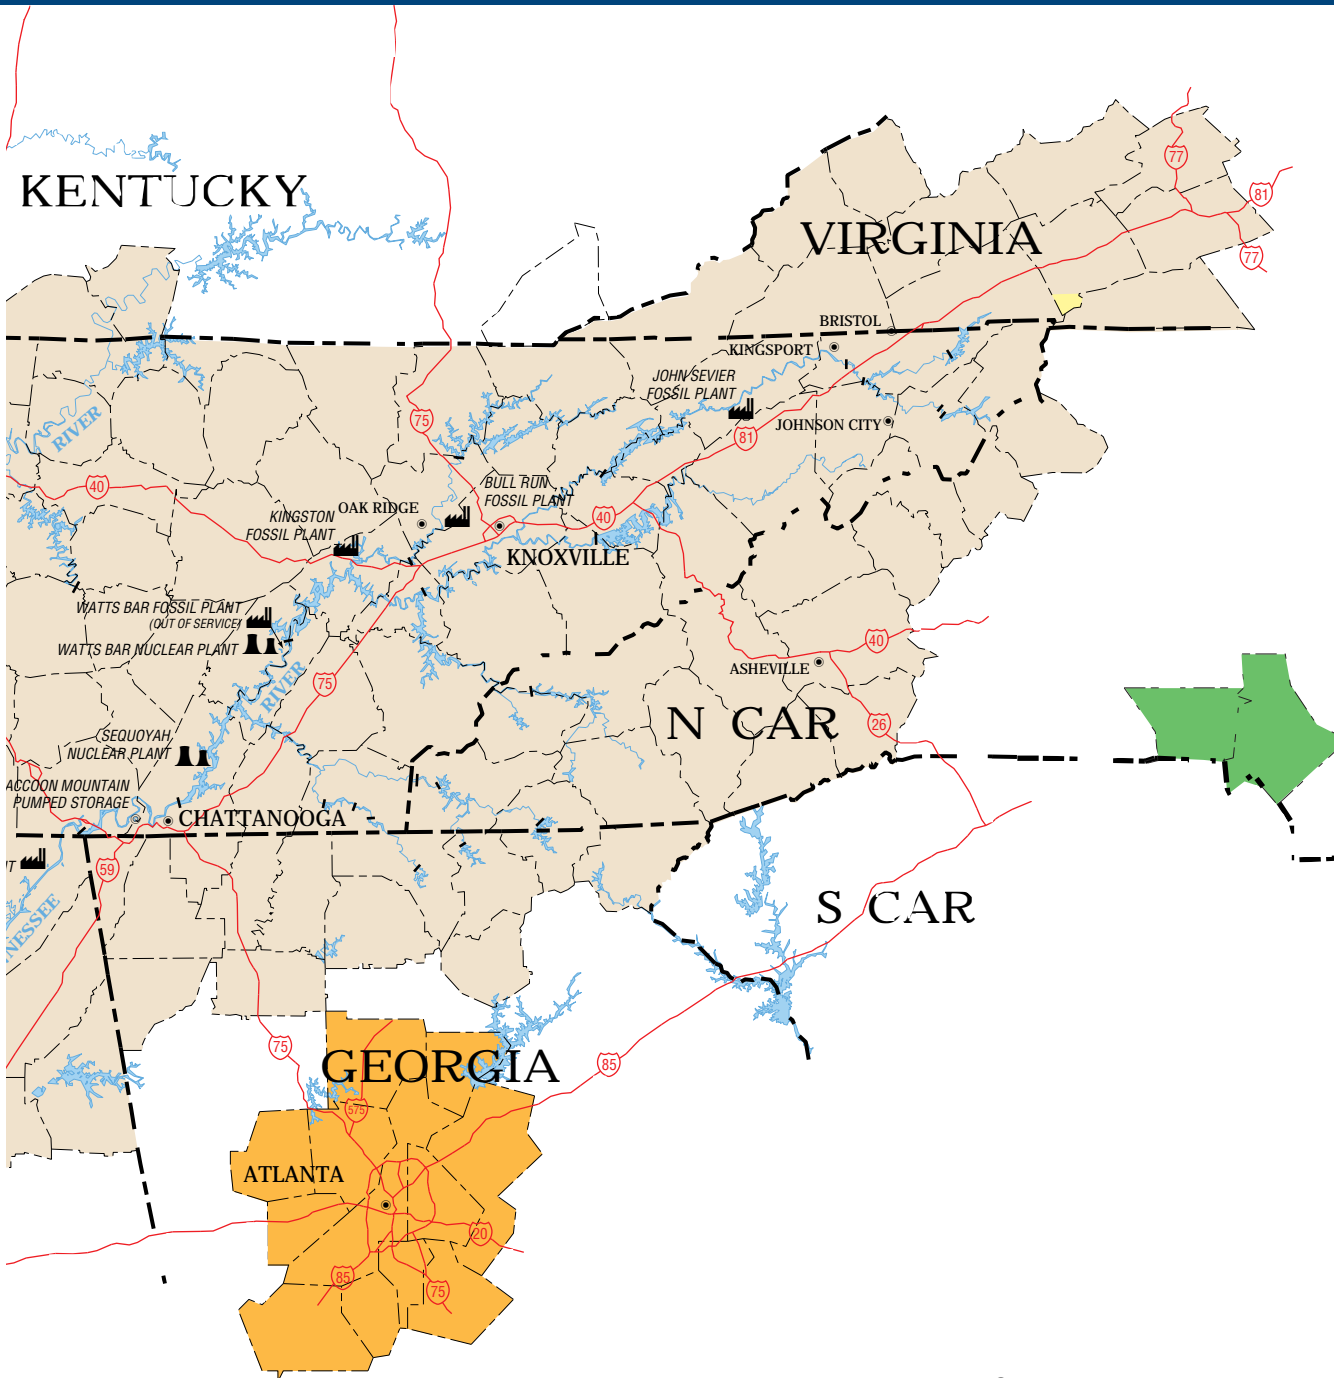 KENTUCKY
VIRGINIA
77
81
77
BRISTOL
KINGSPORT
JOHN SEVIER
FOSSIL PLANT
81
JOHNSON CITY
75
RIVER
40
BULL RUN
FOSSIL PLANT
OAK RIDGE
KINGSTON
FOSSIL PLANT
40
KNOXVILLE
WATTS BAR FOSSIL PLANT
(OUT OF SERVICE)
WATTS BAR NUCLEAR PLANT
RIVER
75
40
ASHEVILLE
N CAR
26
SEQUOYAH
NUCLEAR PLANT
ACCOON MOUNTAIN
PUMPED STORAGE
CHATTANOOGA
T
59
NESSEE
S CAR
75
GEORGIA
85
575
ATLANTA
20
85
75